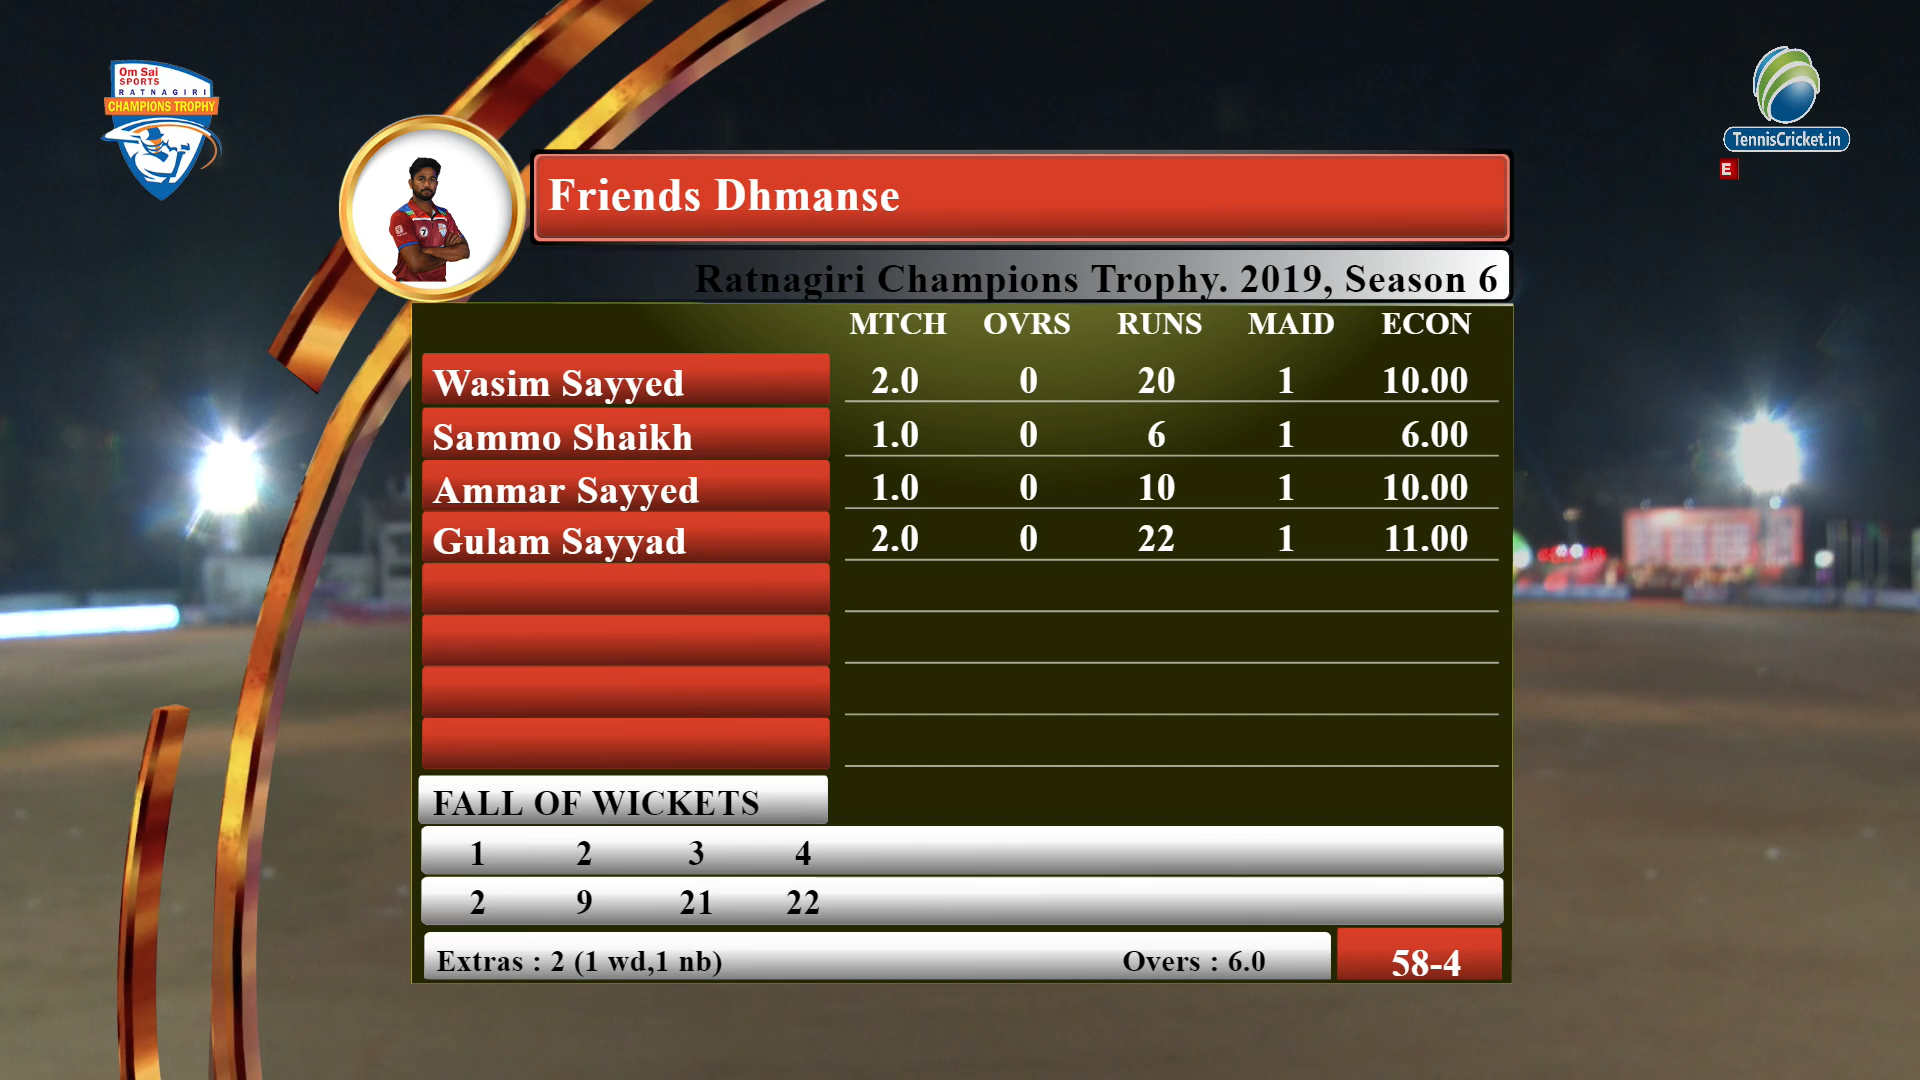 Om Sai
SPORTS
RATNAGIRI
CHAMPIONS TROPHY
TennisCricket.in
E
Friends Dhmanse
Ratnagiri Champions Trophy. 2019, Season 6
MTCH OVRS RUNS MAID ECON
Wasim Sayyed 2.0 0 20 1 10.00
Sammo Shaikh 1.0 0 6 1 6.00
Ammar Sayyed 1.0 0 10 1 10.00
Gulam Sayyad 2.0 0 22 1 11.00
FALL OF WICKETS
1 2 3 4
2 9 21 22
Extras : 2 (1 wd,1 nb) Overs : 6.0 58-4